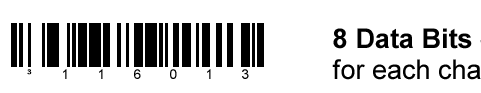 8 Data Bits
for each cha
3 1 1 6 0 1 3